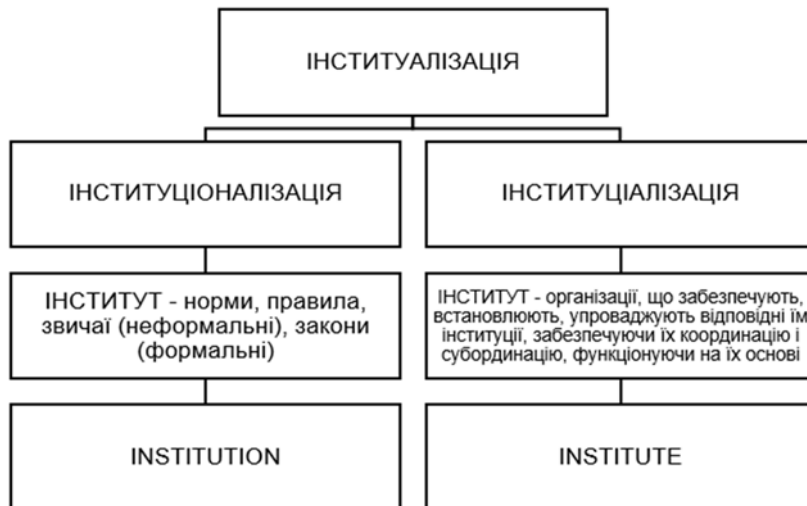 ІНСТИТУАЛІЗАЦІЯ
ІНСТИТУЦІОНАЛІЗАЦІЯ
ІНСТИТУЦІАЛІЗАЦІЯ
ІНСТИТУТ - норми, правила,
звичаї (неформальні), закони
(формальні)
ІНСТИТУТ - організації, що забезпечують,
встановлюють, упроваджують відповідні їм
інституції, забезпечуючи їх координацію і
субординацію, функціонуючи на їх основі
INSTITUTION
INSTITUTE